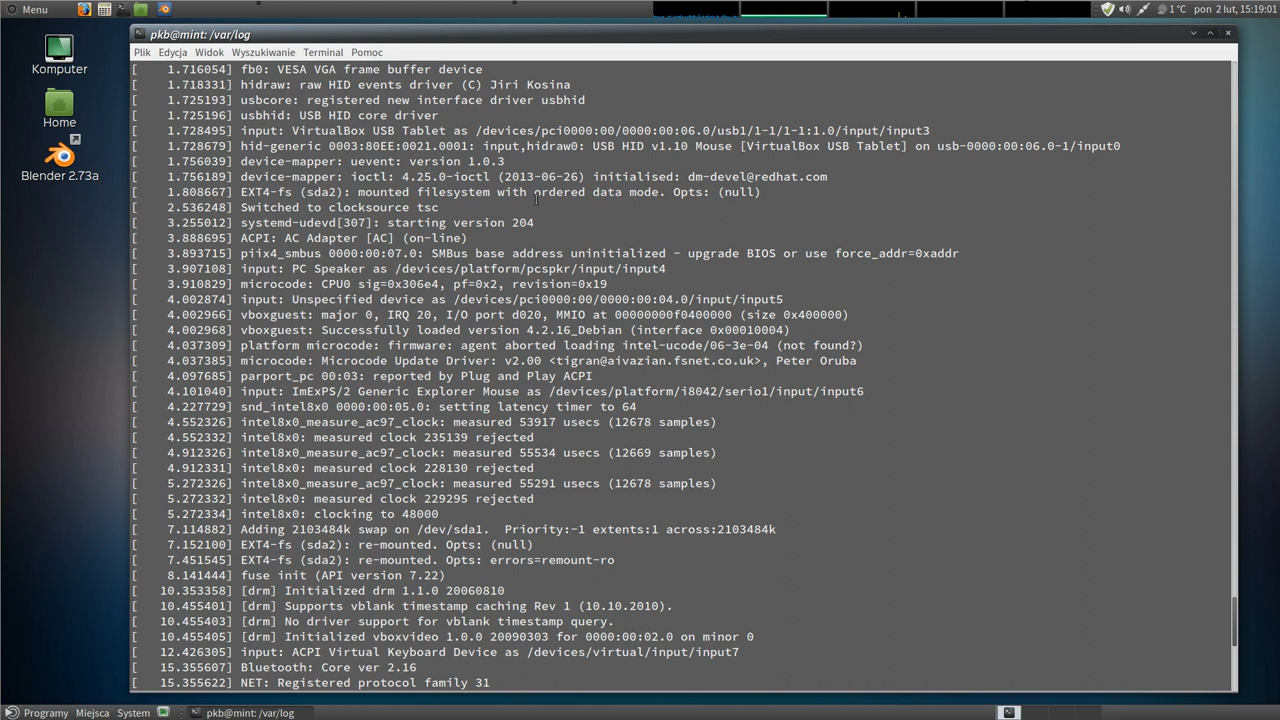 Menu
1 °C pon 2 lut, 15:19:01
Komputer
Home
Blender 2.73a
pkb@mint: /var/log
Plik Edycja Widok Wyszukiwanie Terminal Pomoc
[    1.716054] fb0: VESA VGA frame buffer device
[    1.718331] hidraw: raw HID events driver (C) Jiri Kosina
[    1.725193] usbcore: registered new interface driver usbhid
[    1.725196] usbhid: USB HID core driver
[    1.728495] input: VirtualBox USB Tablet as /devices/pci0000:00/0000:00:06.0/usb1/1-1/1-1:1.0/input/input3
[    1.728679] hid-generic 0003:80EE:0021.0001: input,hidraw0: USB HID v1.10 Mouse [VirtualBox USB Tablet] on usb-0000:00:06.0-1/input0
[    1.756039] device-mapper: uevent: version 1.0.3
[    1.756189] device-mapper: ioctl: 4.25.0-ioctl (2013-06-26) initialised: dm-devel@redhat.com
[    1.808667] EXT4-fs (sda2): mounted filesystem with ordered data mode. Opts: (null)
[    2.536248] Switched to clocksource tsc
[    3.255012] systemd-udevd[307]: starting version 204
[    3.888695] ACPI: AC Adapter [AC] (on-line)
[    3.893715] piix4_smbus 0000:00:07.0: SMBus base address uninitialized - upgrade BIOS or use force_addr=0xaddr
[    3.907108] input: PC Speaker as /devices/platform/pcspkr/input/input4
[    3.910829] microcode: CPU0 sig=0x306e4, pf=0x2, revision=0x19
[    4.002874] input: Unspecified device as /devices/pci0000:00/0000:00:04.0/input/input5
[    4.002966] vboxguest: major 0, IRQ 20, I/O port d020, MMIO at 00000000f0400000 (size 0x400000)
[    4.002968] vboxguest: Successfully loaded version 4.2.16_Debian (interface 0x00010004)
[    4.037309] platform microcode: firmware: agent aborted loading intel-ucode/06-3e-04 (not found?)
[    4.037385] microcode: Microcode Update Driver: v2.00 <tigran@aivazian.fsnet.co.uk>, Peter Oruba
[    4.097685] parport_pc 00:03: reported by Plug and Play ACPI
[    4.101040] input: ImExPS/2 Generic Explorer Mouse as /devices/platform/i8042/serio1/input/input6
[    4.227729] snd_intel8x0 0000:00:05.0: setting latency timer to 64
[    4.552326] intel8x0_measure_ac97_clock: measured 53917 usecs (12678 samples)
[    4.552332] intel8x0: measured clock 235139 rejected
[    4.912326] intel8x0_measure_ac97_clock: measured 55534 usecs (12669 samples)
[    4.912331] intel8x0: measured clock 228130 rejected
[    5.272326] intel8x0_measure_ac97_clock: measured 55291 usecs (12678 samples)
[    5.272332] intel8x0: measured clock 229295 rejected
[    5.272334] intel8x0: clocking to 48000
[    7.114882] Adding 2103484k swap on /dev/sda1.  Priority:-1 extents:1 across:2103484k
[    7.152100] EXT4-fs (sda2): re-mounted. Opts: (null)
[    7.451545] EXT4-fs (sda2): re-mounted. Opts: errors=remount-ro
[    8.141444] fuse init (API version 7.22)
[   10.353358] [drm] Initialized drm 1.1.0 20060810
[   10.455401] [drm] Supports vblank timestamp caching Rev 1 (10.10.2010).
[   10.455403] [drm] No driver support for vblank timestamp query.
[   10.455405] [drm] Initialized vboxvideo 1.0.0 20090303 for 0000:00:02.0 on minor 0
[   12.426305] input: ACPI Virtual Keyboard Device as /devices/virtual/input/input7
[   15.355607] Bluetooth: Core ver 2.16
[   15.355622] NET: Registered protocol family 31
Programy Miejsca System pkb@mint: /var/log